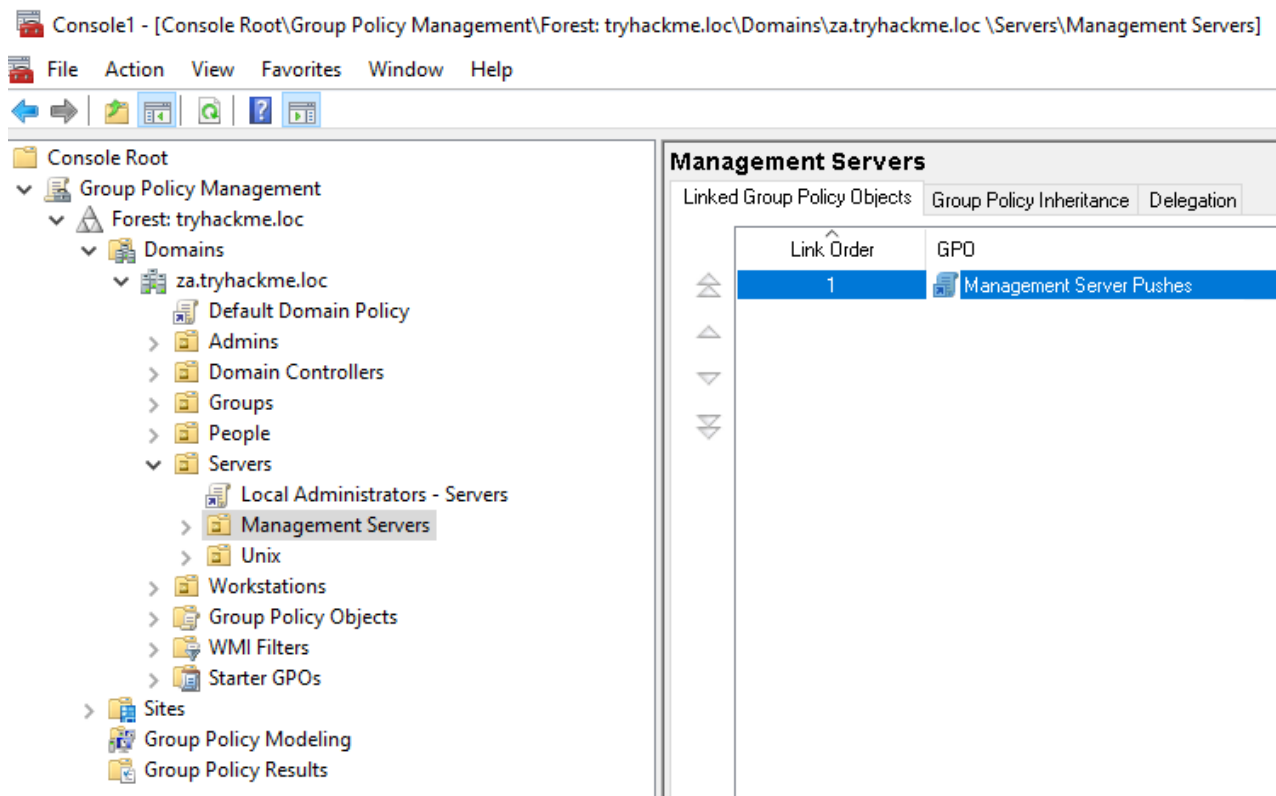 Console1 - [Console Root\Group Policy Management\Forest: tryhackme.loc\Domains\za.tryhackme.loc \Servers\Management Servers]
File Action View Favorites Window Help
Console Root
Group Policy Management
Forest: tryhackme.loc
Domains
za.tryhackme.loc
Default Domain Policy
Admins
Domain Controllers
Groups
People
Servers
Local Administrators - Servers
Management Servers
Unix
Workstations
Group Policy Objects
WMI Filters
Starter GPOs
Sites
Group Policy Modeling
Group Policy Results
Management Servers
Linked Group Policy Objects Group Policy Inheritance Delegation
Link Order GPO
1 Management Server Pushes